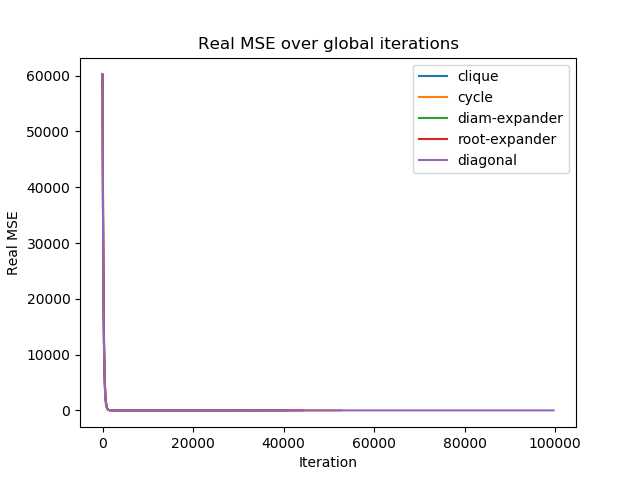 Real MSE over global iterations
60000
50000
40000
30000
20000
10000
0
Real MSE
clique
cycle
diam-expander
root-expander
diagonal
0 20000 40000 60000 80000 100000
Iteration